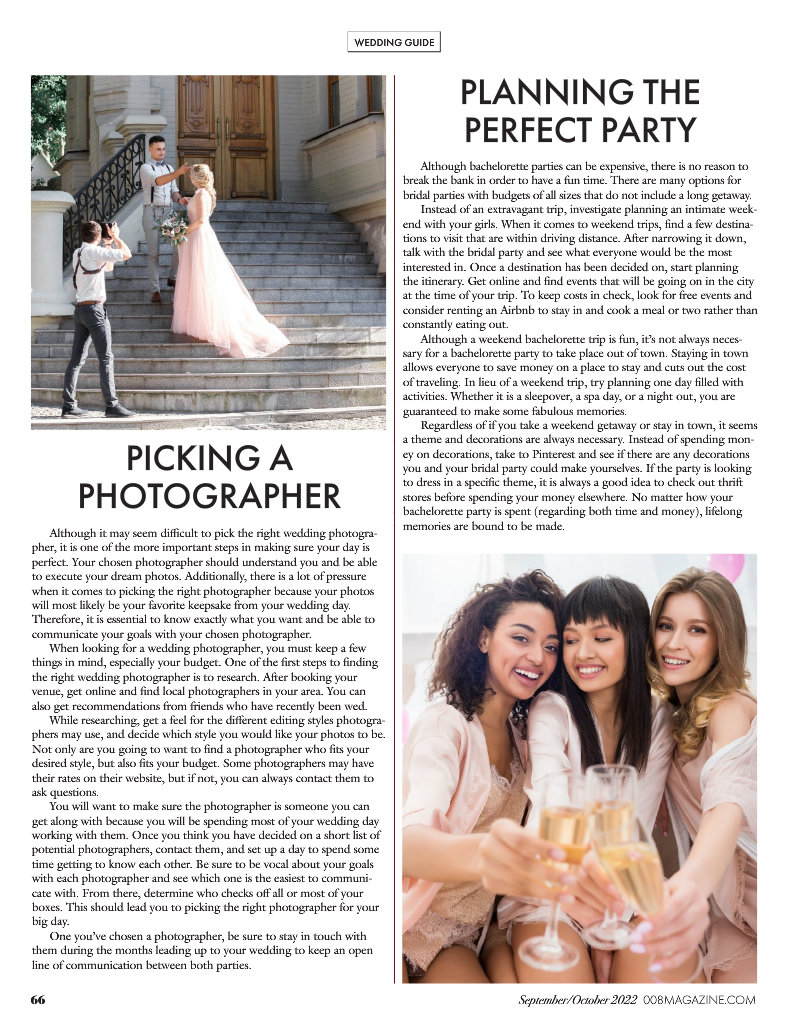 WEDDING GUIDE
PICKING A
PHOTOGRAPHER
Although it may seem difficult to pick the right wedding photogra-
pher, it is one of the more important steps in making sure your day is
perfect. Your chosen photographer should understand you and be able
to execute your dream photos. Additionally, there is a lot of pressure
when it comes to picking the right photographer because your photos
will most likely be your favorite keepsake from your wedding day.
Therefore, it is essential to know exactly what you want and be able to
communicate your goals with your chosen photographer.
When looking for a wedding photographer, you must keep a few
things in mind, especially your budget. One of the first steps to finding
the right wedding photographer is to research. After booking your
venue, get online and find local photographers in your area. You can
also get recommendations from friends who have recently been wed.
While researching, get a feel for the different editing styles photogra-
phers may use, and decide which style you would like your photos to be.
Not only are you going to want to find a photographer who fits your
desired style, but also fits your budget. Some photographers may have
their rates on their website, but if not, you can always contact them to
ask questions.
You will want to make sure the photographer is someone you can
get along with because you will be spending most of your wedding day
working with them. Once you think you have decided on a short list of
potential photographers, contact them, and set up a day to spend some
time getting to know each other. Be sure to be vocal about your goals
with each photographer and see which one is the easiest to communi-
cate with. From there, determine who checks off all or most of your
boxes. This should lead you to picking the right photographer for your
big day.
One you’ve chosen a photographer, be sure to stay in touch with
them during the months leading up to your wedding to keep an open
line of communication between both parties.
PLANNING THE
PERFECT PARTY
Although bachelorette parties can be expensive, there is no reason to
break the bank in order to have a fun time. There are many options for
bridal parties with budgets of all sizes that do not include a long getaway.
Instead of an extravagant trip, investigate planning an intimate week-
end with your girls. When it comes to weekend trips, find a few destina-
tions to visit that are within driving distance. After narrowing it down,
talk with the bridal party and see what everyone would be the most
interested in. Once a destination has been decided on, start planning
the itinerary. Get online and find events that will be going on in the city
at the time of your trip. To keep costs in check, look for free events and
consider renting an Airbnb to stay in and cook a meal or two rather than
constantly eating out.
Although a weekend bachelorette trip is fun, it’s not always neces-
sary for a bachelorette party to take place out of town. Staying in town
allows everyone to save money on a place to stay and cuts out the cost
of traveling. In lieu of a weekend trip, try planning one day filled with
activities. Whether it is a sleepover, a spa day, or a night out, you are
guaranteed to make some fabulous memories.
Regardless of if you take a weekend getaway or stay in town, it seems
a theme and decorations are always necessary. Instead of spending mon-
ey on decorations, take to Pinterest and see if there are any decorations
you and your bridal party could make yourselves. If the party is looking
to dress in a specific theme, it is always a good idea to check out thrift
stores before spending your money elsewhere. No matter how your
bachelorette party is spent (regarding both time and money), lifelong
memories are bound to be made.
66
September/October 2022 008MAGAZINE.COM